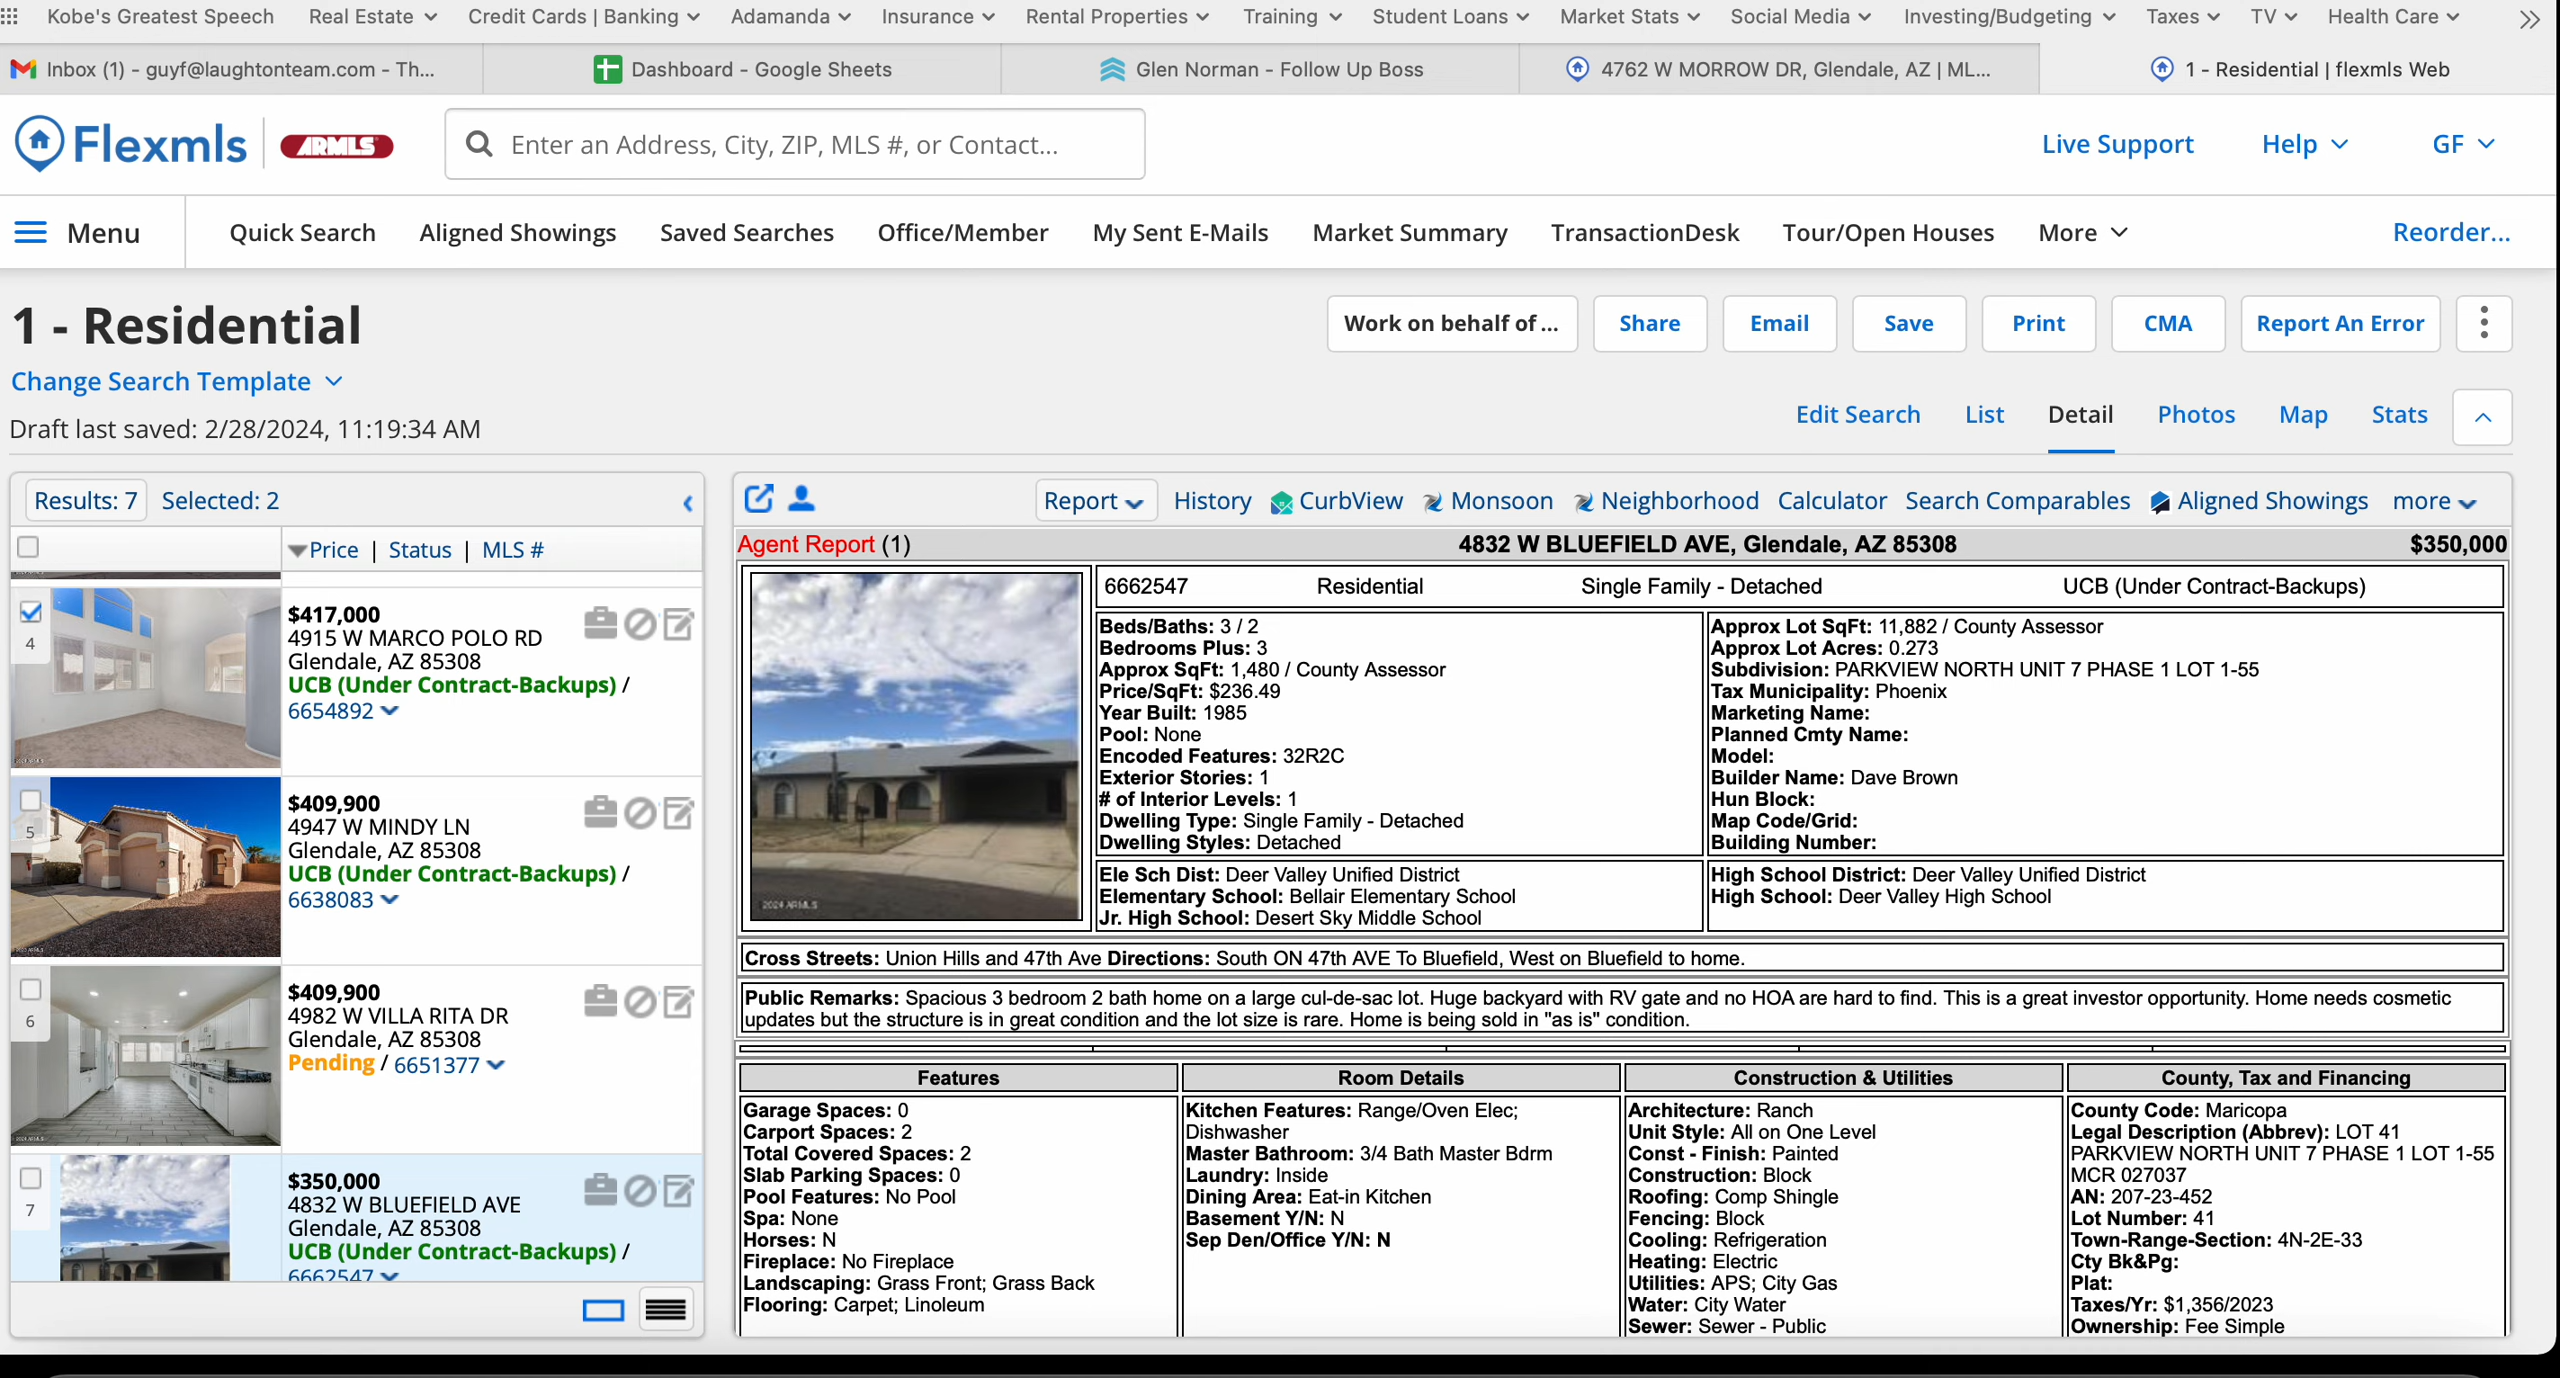 Kobe's Greatest Speech Real Estate Credit Cards | Banking Adamanda Insurance Rental Properties Training Student Loans Market Stats Social Media Investing/Budgeting Taxes TV Health Care
Inbox (1) - guyf@laughtonteam.com - Th... Dashboard - Google Sheets Glen Norman - Follow Up Boss 4762 W MORROW DR, Glendale, AZ | ML... 1 - Residential | flexmls Web
Flexmls ARMLS Enter an Address, City, ZIP, MLS #, or Contact... Live Support Help GF
Menu Quick Search Aligned Showings Saved Searches Office/Member My Sent E-Mails Market Summary TransactionDesk Tour/Open Houses More Reorder...
1 - Residential
Work on behalf of ... Share Email Save Print CMA Report An Error
Change Search Template
Draft last saved: 2/28/2024, 11:19:34 AM
Edit Search List Detail Photos Map Stats
Results: 7 Selected: 2
Price | Status | MLS #
4
$417,000
4915 W MARCO POLO RD
Glendale, AZ 85308
UCB (Under Contract-Backups) /
6654892
5
$409,900
4947 W MINDY LN
Glendale, AZ 85308
UCB (Under Contract-Backups) /
6638083
6
$409,900
4982 W VILLA RITA DR
Glendale, AZ 85308
Pending / 6651377
7
$350,000
4832 W BLUEFIELD AVE
Glendale, AZ 85308
UCB (Under Contract-Backups) /
6662547
Report History CurbView Monsoon Neighborhood Calculator Search Comparables Aligned Showings more
Agent Report (1) 4832 W BLUEFIELD AVE, Glendale, AZ 85308 $350,000
6662547 Residential Single Family - Detached UCB (Under Contract-Backups)
2024 ARMLS
Beds/Baths: 3 / 2
Bedrooms Plus: 3
Approx SqFt: 1,480 / County Assessor
Price/SqFt: $236.49
Year Built: 1985
Pool: None
Encoded Features: 32R2C
Exterior Stories: 1
# of Interior Levels: 1
Dwelling Type: Single Family - Detached
Dwelling Styles: Detached
Approx Lot SqFt: 11,882 / County Assessor
Approx Lot Acres: 0.273
Subdivision: PARKVIEW NORTH UNIT 7 PHASE 1 LOT 1-55
Tax Municipality: Phoenix
Marketing Name:
Planned Cmty Name:
Model:
Builder Name: Dave Brown
Hun Block:
Map Code/Grid:
Building Number:
Ele Sch Dist: Deer Valley Unified District
Elementary School: Bellair Elementary School
Jr. High School: Desert Sky Middle School
High School District: Deer Valley Unified District
High School: Deer Valley High School
Cross Streets: Union Hills and 47th Ave Directions: South ON 47th AVE To Bluefield, West on Bluefield to home.
Public Remarks: Spacious 3 bedroom 2 bath home on a large cul-de-sac lot. Huge backyard with RV gate and no HOA are hard to find. This is a great investor opportunity. Home needs cosmetic
updates but the structure is in great condition and the lot size is rare. Home is being sold in "as is" condition.
Features
Garage Spaces: 0
Carport Spaces: 2
Total Covered Spaces: 2
Slab Parking Spaces: 0
Pool Features: No Pool
Spa: None
Horses: N
Fireplace: No Fireplace
Landscaping: Grass Front; Grass Back
Flooring: Carpet; Linoleum
Room Details
Kitchen Features: Range/Oven Elec;
Dishwasher
Master Bathroom: 3/4 Bath Master Bdrm
Laundry: Inside
Dining Area: Eat-in Kitchen
Basement Y/N: N
Sep Den/Office Y/N: N
Construction & Utilities
Architecture: Ranch
Unit Style: All on One Level
Const - Finish: Painted
Construction: Block
Roofing: Comp Shingle
Fencing: Block
Cooling: Refrigeration
Heating: Electric
Utilities: APS; City Gas
Water: City Water
Sewer: Sewer - Public
County, Tax and Financing
County Code: Maricopa
Legal Description (Abbrev): LOT 41
PARKVIEW NORTH UNIT 7 PHASE 1 LOT 1-55
MCR 027037
AN: 207-23-452
Lot Number: 41
Town-Range-Section: 4N-2E-33
Cty Bk&Pg:
Plat:
Taxes/Yr: $1,356/2023
Ownership: Fee Simple